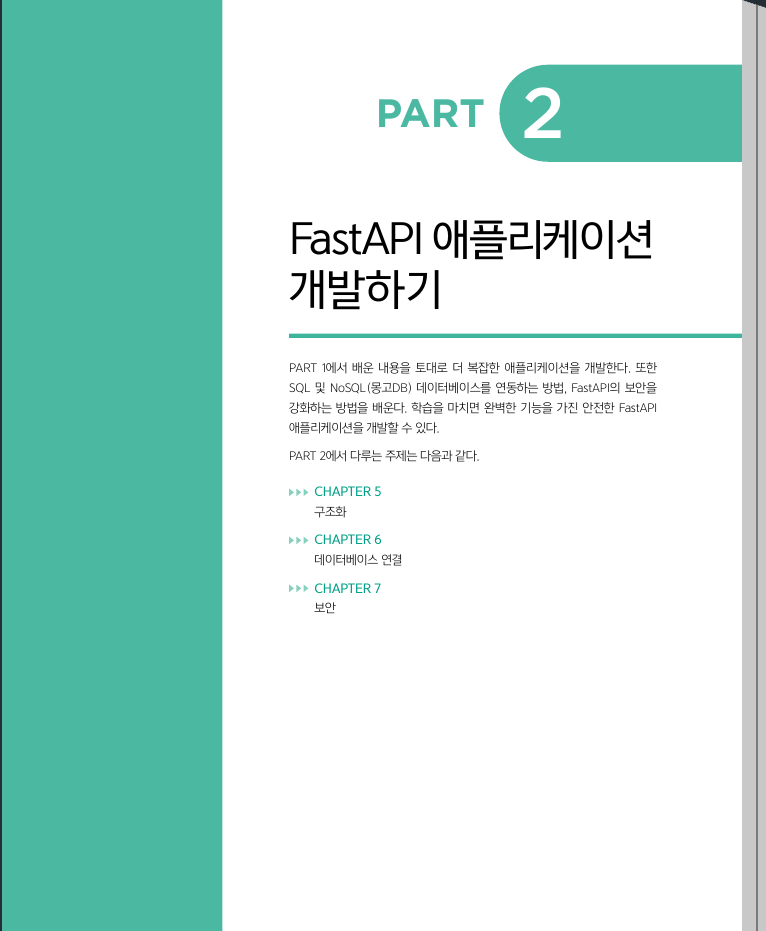 PART 2
FastAPI 애플리케이션
개발하기
PART 1에서 배운 내용을 토대로 더 복잡한 애플리케이션을 개발한다. 또한
SQL 및 NoSQL(몽고DB) 데이터베이스를 연동하는 방법, FastAPI의 보안을
강화하는 방법을 배운다. 학습을 마치면 완벽한 기능을 가진 안전한 FastAPI
애플리케이션을 개발할 수 있다.
PART 2에서 다루는 주제는 다음과 같다.
CHAPTER 5
구조화
CHAPTER 6
데이터베이스 연결
CHAPTER 7
보안